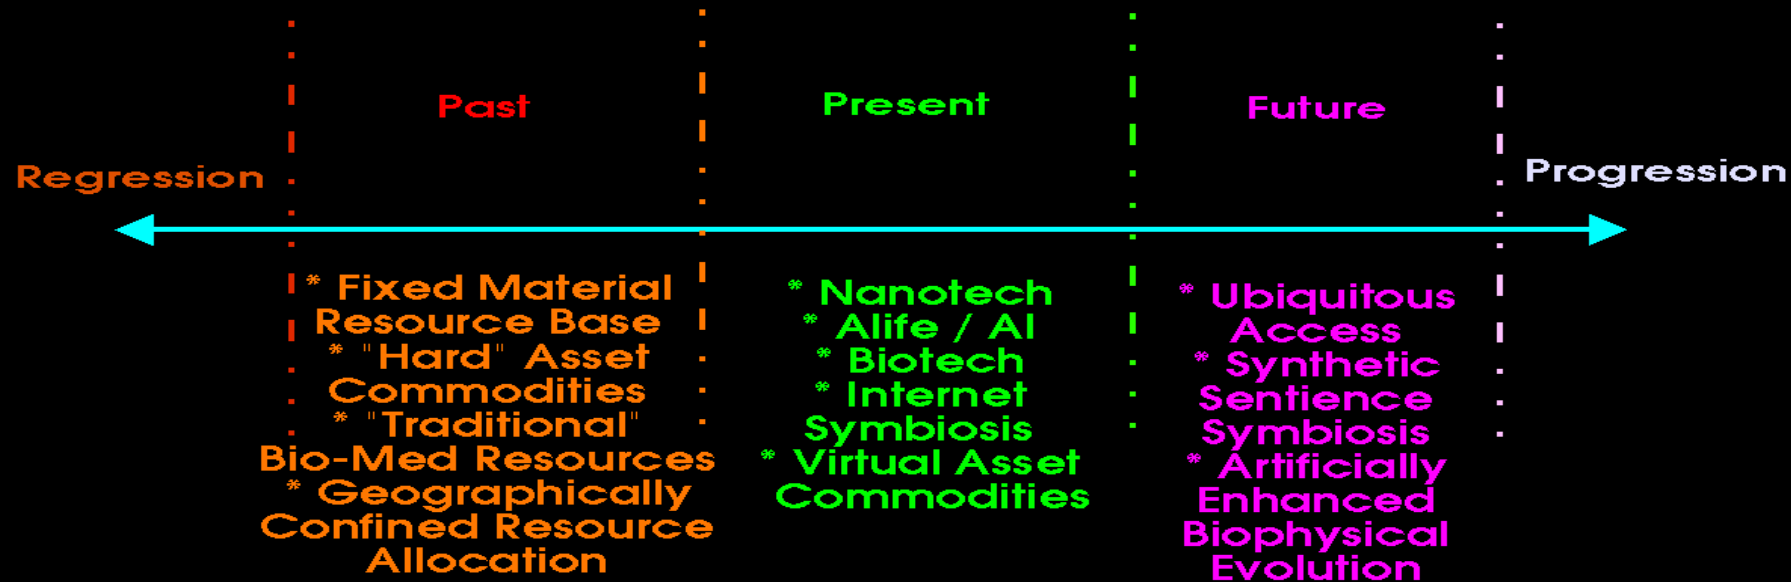 Past
Present
Future
Regression
Progression
* Fixed Material
Resource Base
* "Hard" Asset
Commodities
* "Traditional"
Bio-Med Resources
* Geographically
Confined Resource
Allocation
* Nanotech
* Alife / AI
* Biotech
* Internet
Symbiosis
* Virtual Asset
Commodities
* Ubiquitous
Access
* Synthetic
Sentience
Symbiosis
* Artificially
Enhanced
Biophysical
Evolution